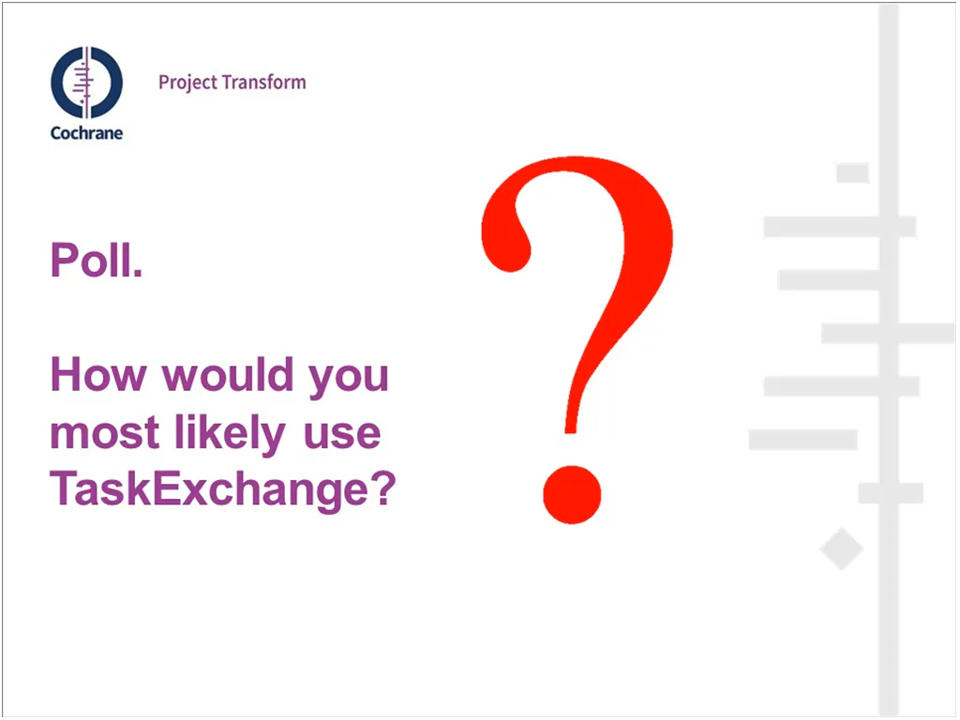 Project Transform
Cochrane
Poll.
How would you
most likely use
TaskExchange?
?